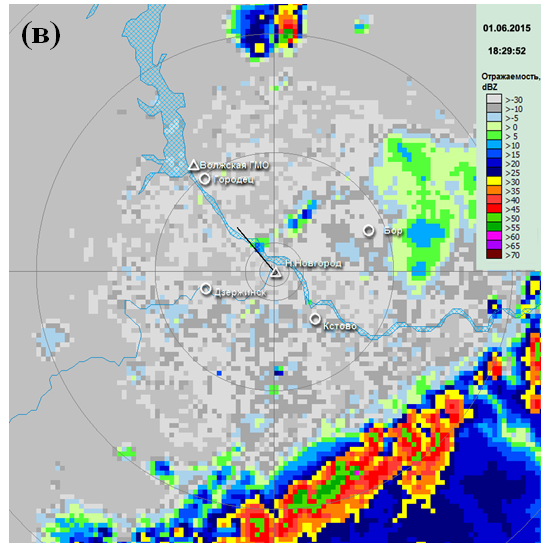 (в)
01.06.2015
18:29:52
Отражаемость,
dBZ
>-30
>-10
>-5
> 0
> 5
>10
>15
>20
>25
>30
>35
>40
>45
>50
>55
>60
>65
>70
Волжская ГМО
Городец
Бор
Н.Новгород
Дзержинск
Кстово